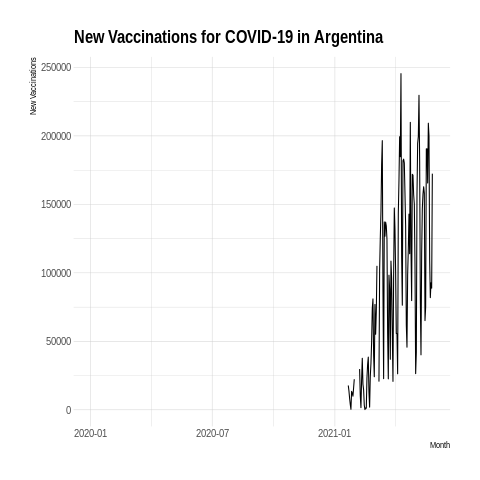 New Vaccinations for COVID-19 in Argentina
New Vaccinations
250000
200000
150000
100000
50000
0
2020-01 2020-07 2021-01
Month